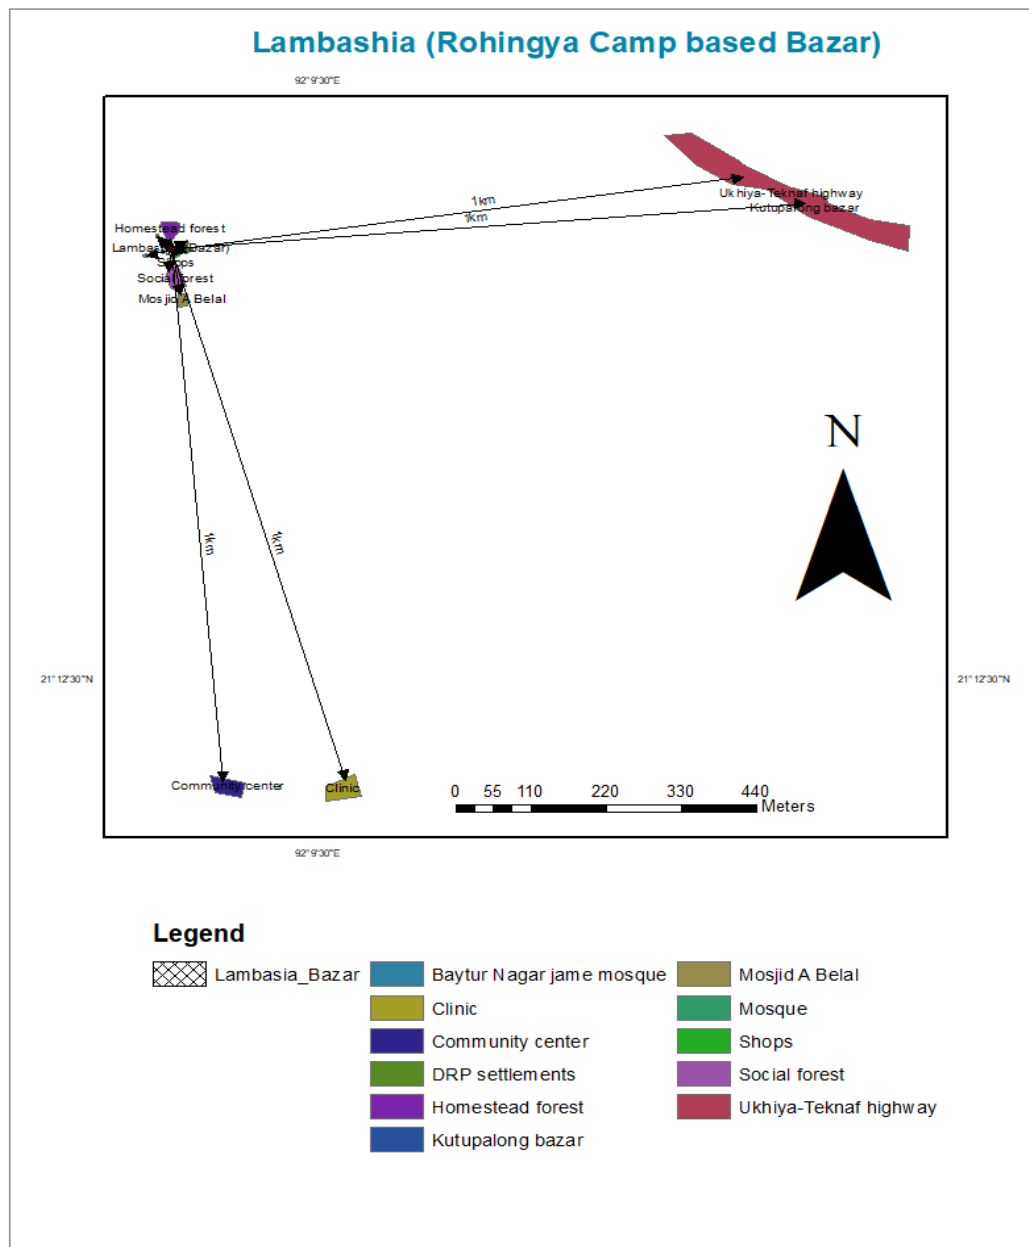 Lambashia (Rohingya Camp based Bazar)
92°9'30"E
Ukhiya-Teknaf highway
Kutupalong bazar
1km
1km
Homestead forest
Shops
Social forest
Mosjid A Belal
N
1km
1km
21°12'30"N
21°12'30"N
Community center
Clinic
0 55 110 220 330 440
Meters
92°9'30"E
Legend
Lambasia_Bazar
Baytur Nagar jame mosque
Clinic
Community center
DRP settlements
Homestead forest
Kutupalong bazar
Mosjid A Belal
Mosque
Shops
Social forest
Ukhiya-Teknaf highway